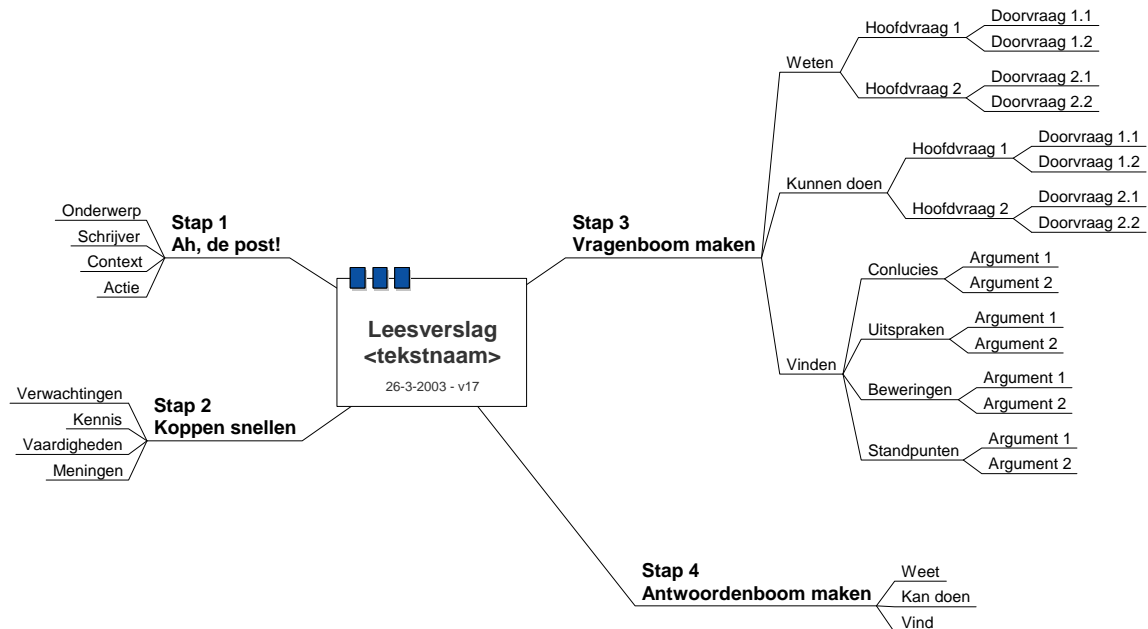 Leesverslag
<tekstnaam>
26-3-2003 - v17
Stap 1
Ah, de post!
Onderwerp
Schrijver
Context
Actie
Stap 2
Koppen snellen
Verwachtingen
Kennis
Vaardigheden
Meningen
Stap 3
Vragenboom maken
Weten
Hoofdvraag 1
Doorvraag 1.1
Doorvraag 1.2
Hoofdvraag 2
Doorvraag 2.1
Doorvraag 2.2
Kunnen doen
Hoofdvraag 1
Doorvraag 1.1
Doorvraag 1.2
Hoofdvraag 2
Doorvraag 2.1
Doorvraag 2.2
Vinden
Conlucies
Argument 1
Argument 2
Uitspraken
Argument 1
Argument 2
Beweringen
Argument 1
Argument 2
Standpunten
Argument 1
Argument 2
Stap 4
Antwoordenboom maken
Weet
Kan doen
Vind